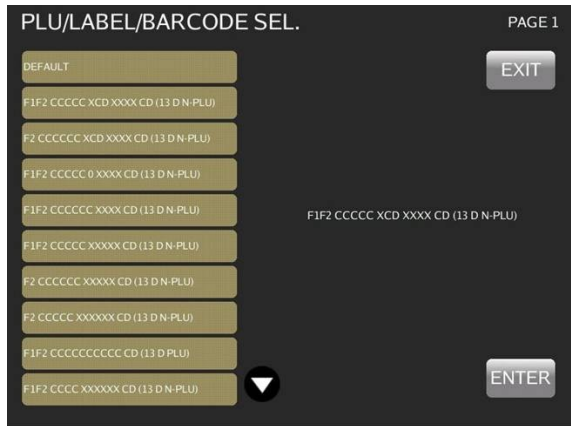 PLU/LABEL/BARCODE SEL.
PAGE 1
DEFAULT
EXIT
F1F2 CCCCC XCD XXXX CD (13 D N-PLU)
F2 CCCCCC XCD XXXX CD (13 D N-PLU)
F1F2 CCCCC 0 XXXX CD (13 D N-PLU)
F1F2 CCCCCC XXXX CD (13 D N-PLU)
F1F2 CCCCC XCD XXXX CD (13 D N-PLU)
F1F2 CCCCC XXXXX CD (13 D N-PLU)
F2 CCCCCC XXXXX CD (13 D N-PLU)
F2 CCCCC XXXXXX CD (13 D N-PLU)
F1F2 CCCCCCCCCC CD (13 D PLU)
F1F2 CCCC XXXXXX CD (13 D N-PLU)
ENTER